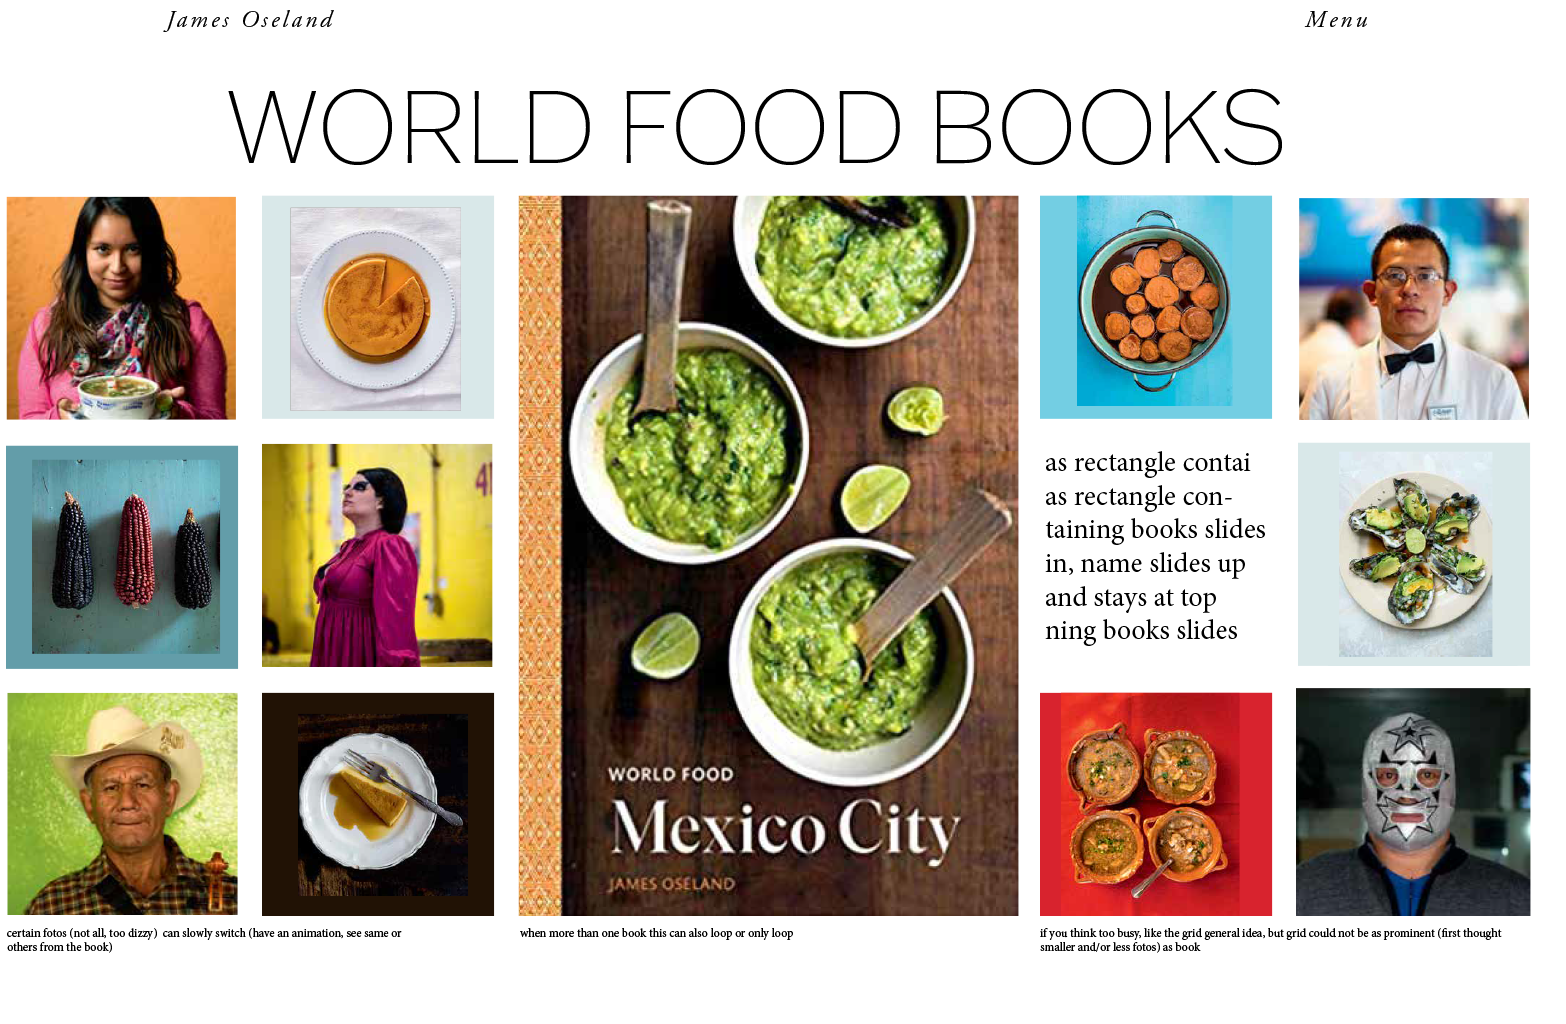 James Oseland
Menu
WORLD FOOD BOOKS
as rectangle contai
as rectangle con-
taining books slides
in, name slides up
and stays at top
ning books slides
WORLD FOOD
Mexico City
JAMES OSELAND
certain fotos (not all, too dizzy)  can slowly switch (have an animation, see same or
others from the book)
when more than one book this can also loop or only loop
if you think too busy, like the grid general idea, but grid could not be as prominent (first thought
smaller and/or less fotos) as book